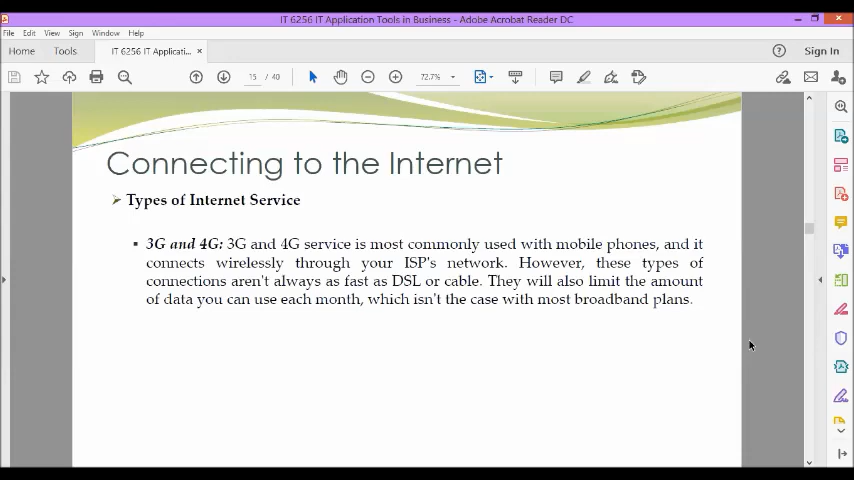 IT 6256 IT Application Tools in Business - Adobe Acrobat Reader DC
File Edit View Sign Window Help
Home Tools IT 6256 IT Applicati... × Sign In
15 / 40 72.7%
Connecting to the Internet
Types of Internet Service
3G and 4G: 3G and 4G service is most commonly used with mobile phones, and it
connects wirelessly through your ISP's network. However, these types of
connections aren't always as fast as DSL or cable. They will also limit the amount
of data you can use each month, which isn't the case with most broadband plans.